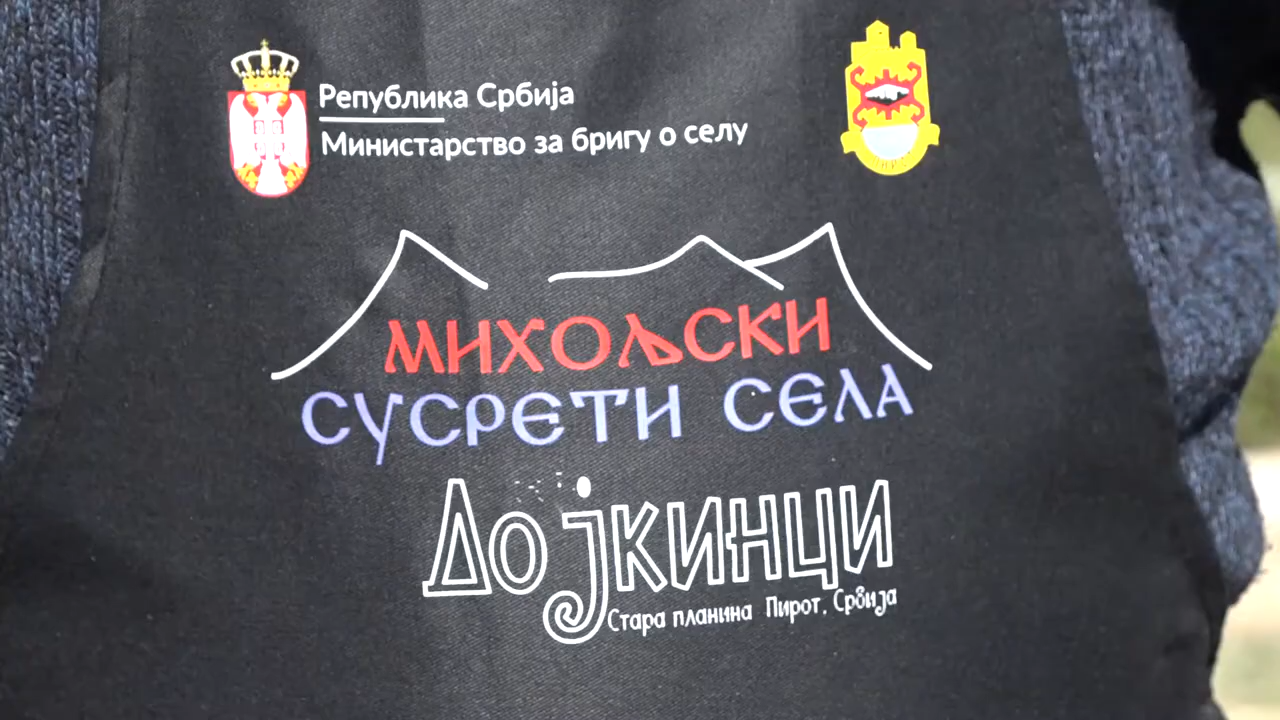 Република Србија
Министарство за бригу о селу
МИХОЉСКИ
СУСРЕТИ СЕЛА
Дојкинци
Стара планина Пирот, Србија